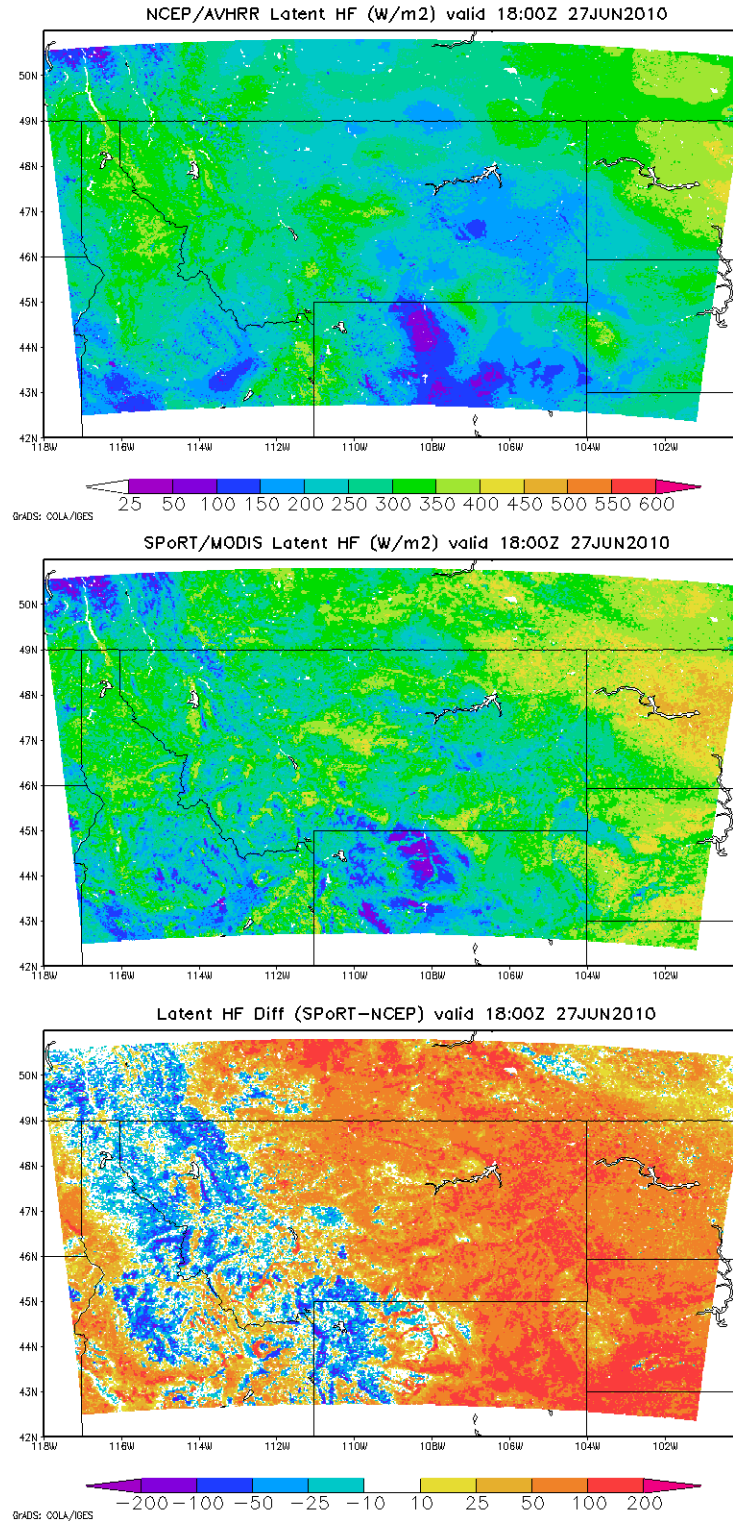 NCEP/AVHRR Latent HF (W/m2) valid 18:00Z 27JUN2010
50N
49N
48N
47N
46N
45N
44N
43N
42N
118W 116W 114W 112W 110W 108W 106W 104W 102W
25 50 100 150 200 250 300 350 400 450 500 550 600
GrADS: COLA/IGES
SPoRT/MODIS Latent HF (W/m2) valid 18:00Z 27JUN2010
50N
49N
48N
47N
46N
45N
44N
43N
42N
118W 116W 114W 112W 110W 108W 106W 104W 102W
Latent HF Diff (SPoRT-NCEP) valid 18:00Z 27JUN2010
50N
49N
48N
47N
46N
45N
44N
43N
42N
118W 116W 114W 112W 110W 108W 106W 104W 102W
-200 -100 -50 -25 -10 10 25 50 100 200
GrADS: COLA/IGES